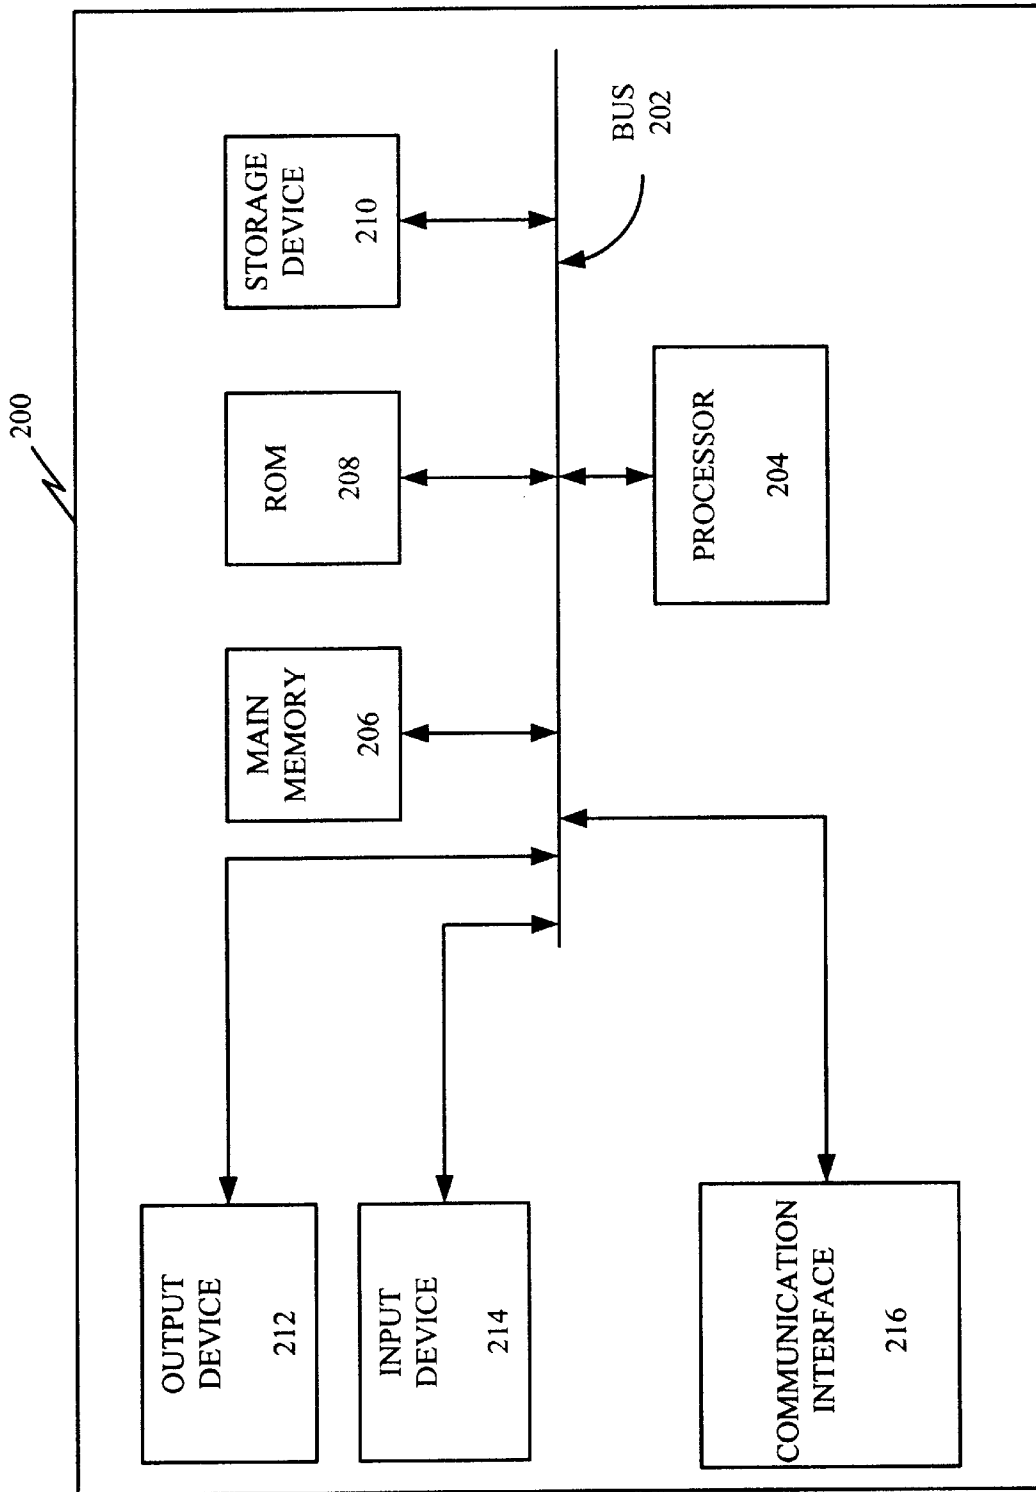 200
OUTPUT
DEVICE
212
MAIN
MEMORY
206
ROM
208
STORAGE
DEVICE
210
INPUT
DEVICE
214
BUS
202
COMMUNICATION
INTERFACE
216
PROCESSOR
204